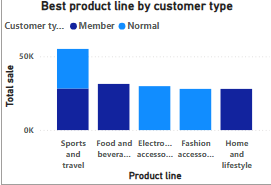 Best product line by customer type
Customer ty... Member Normal
Total sale
50K
0K
Sports and travel
Food and bevera...
Electro... accesso...
Fashion accesso...
Home and lifestyle
Product line